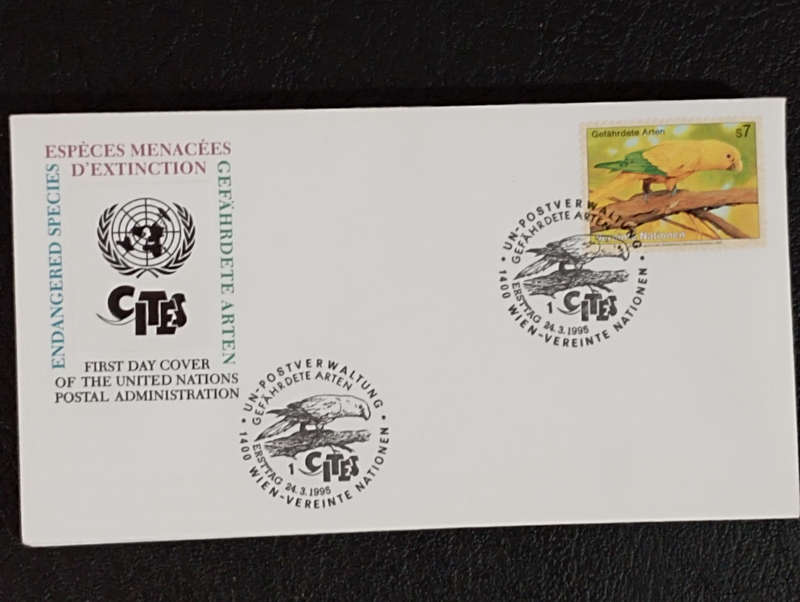 ESPÈCES MENACÉES
D'EXTINCTION
ENDANGERED SPECIES
GEFÄHRDETE ARTEN
CITES
FIRST DAY COVER
OF THE UNITED NATIONS
POSTAL ADMINISTRATION
Gefährdete Arten
S7
Vereinte Nationen
UN-POSTVERWALTUNG
GEFÄHRDETE ARTEN
1 CITES
ERSTTAG 24.3.1995
1400 WIEN-VEREINTE NATIONEN
UN-POSTVERWALTUNG
GEFÄHRDETE ARTEN
1 CITES
ERSTTAG 24.3.1995
1400 WIEN-VEREINTE NATIONEN